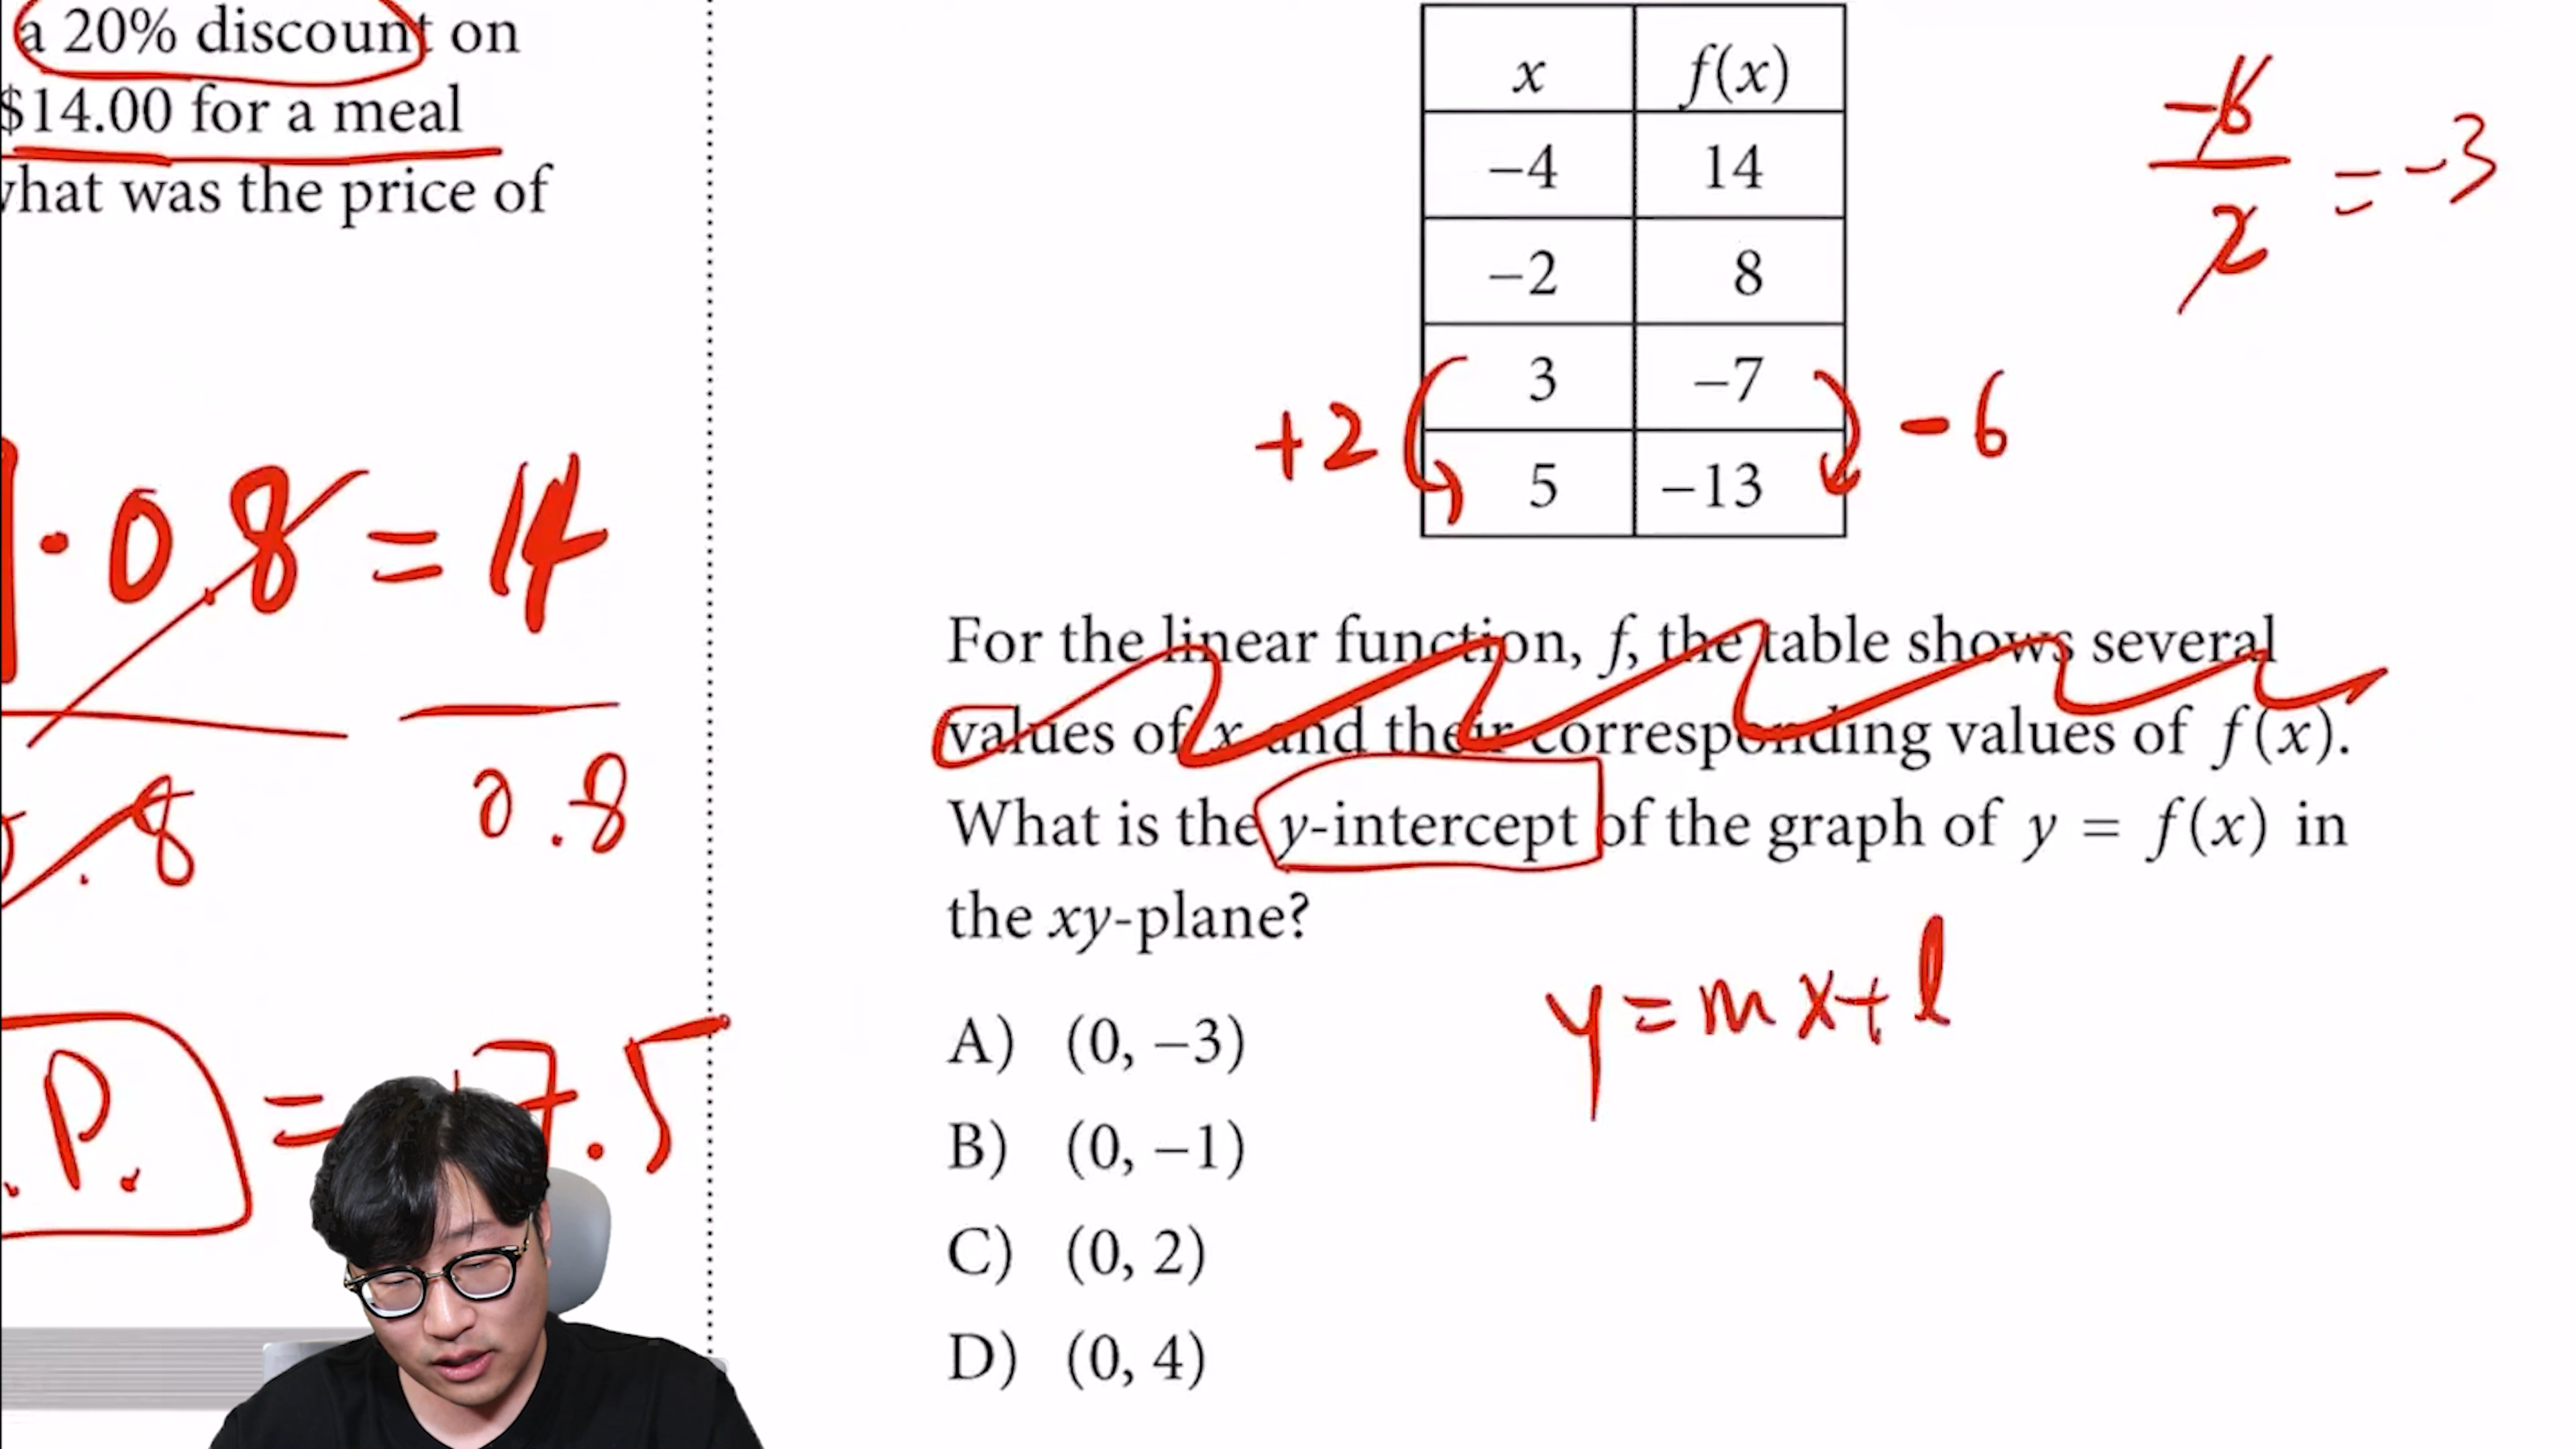 a 20% discount on
$14.00 for a meal
what was the price of
· 0.8 = 14
0.8
.8
.P. = 17.5
x f(x)
−4 14
−2 8
3 −7
5 −13
+2
-6
-6
2
= -3
For the linear function, f, the table shows several
values of x and their corresponding values of f(x).
What is the y-intercept of the graph of y = f(x) in
the xy-plane?
y = mx+
A) (0, −3)
B) (0, −1)
C) (0, 2)
D) (0, 4)